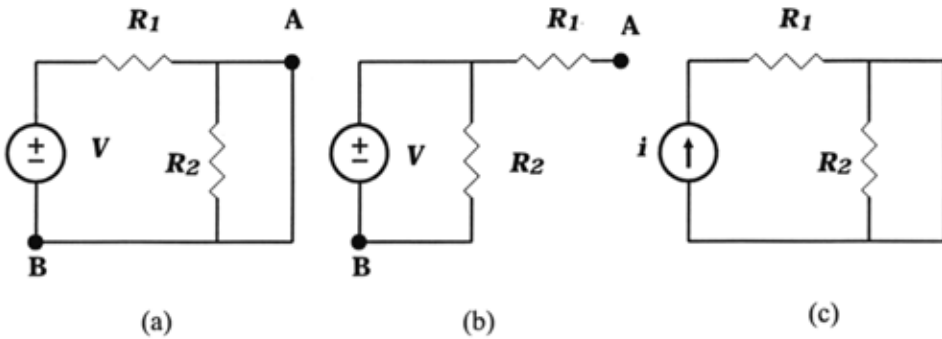 R1 A R1 A R1
V V i
R2 R2 R2
B B
(a) (b) (c)